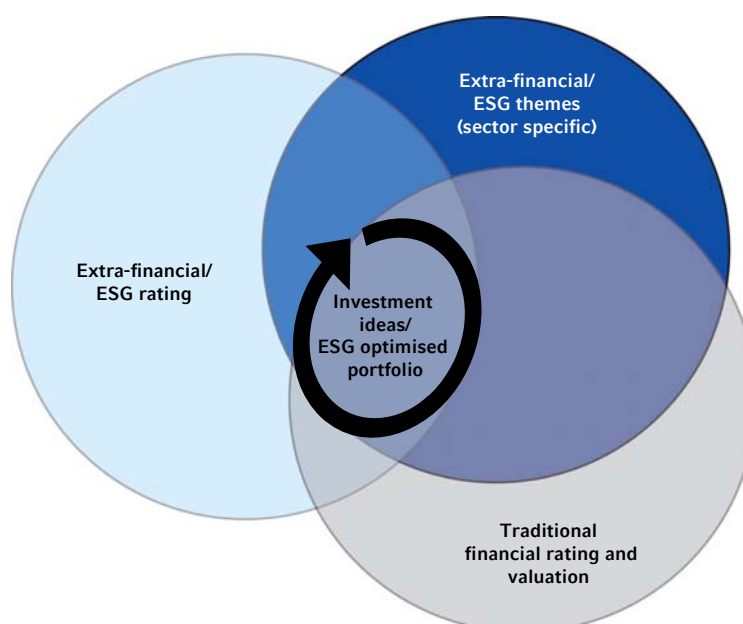 Extra-financial/
ESG themes
(sector specific)
Extra-financial/
ESG rating
Investment
ideas/
ESG optimised
portfolio
Traditional
financial rating and
valuation